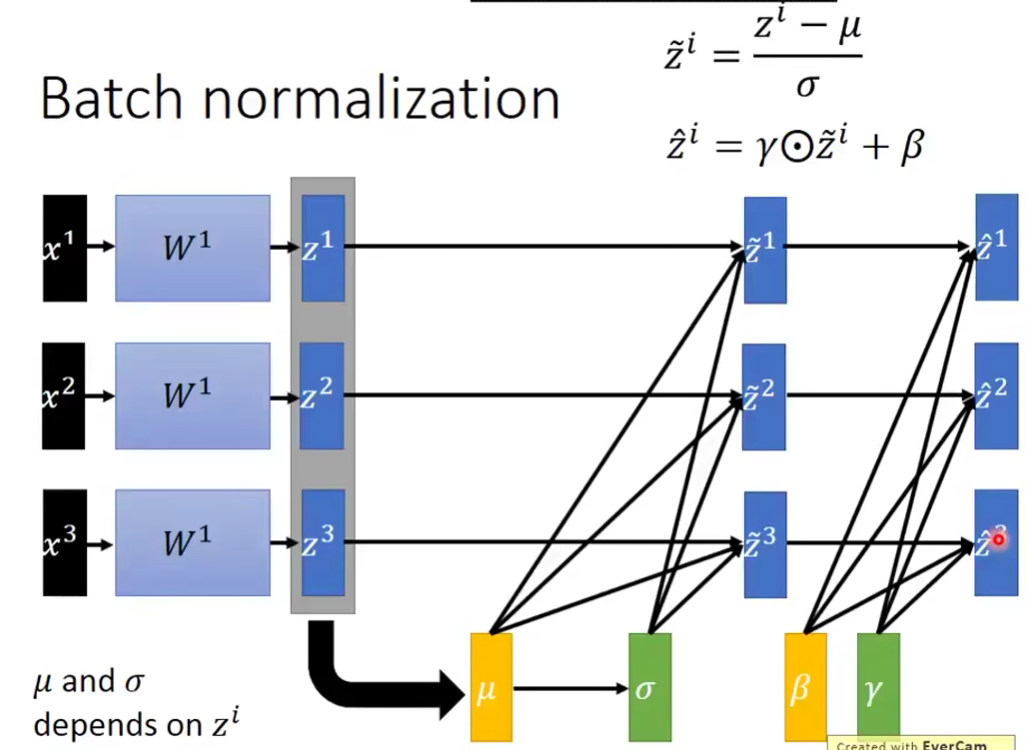 z̃ⁱ = (zⁱ − μ) / σ
Batch normalization
ẑⁱ = γ⊙z̃ⁱ + β
x¹ W¹ z¹ z̃¹ ẑ¹
x² W¹ z² z̃² ẑ²
x³ W¹ z³ z̃³ ẑ³
μ σ β γ
μ and σ
depends on zⁱ
Created with EverCam